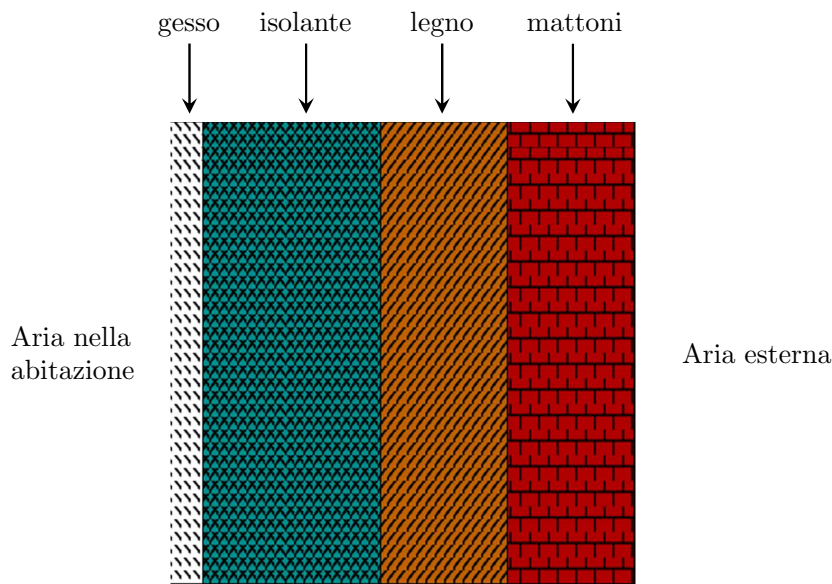 gesso isolante legno mattoni
Aria nella
abitazione
Aria esterna